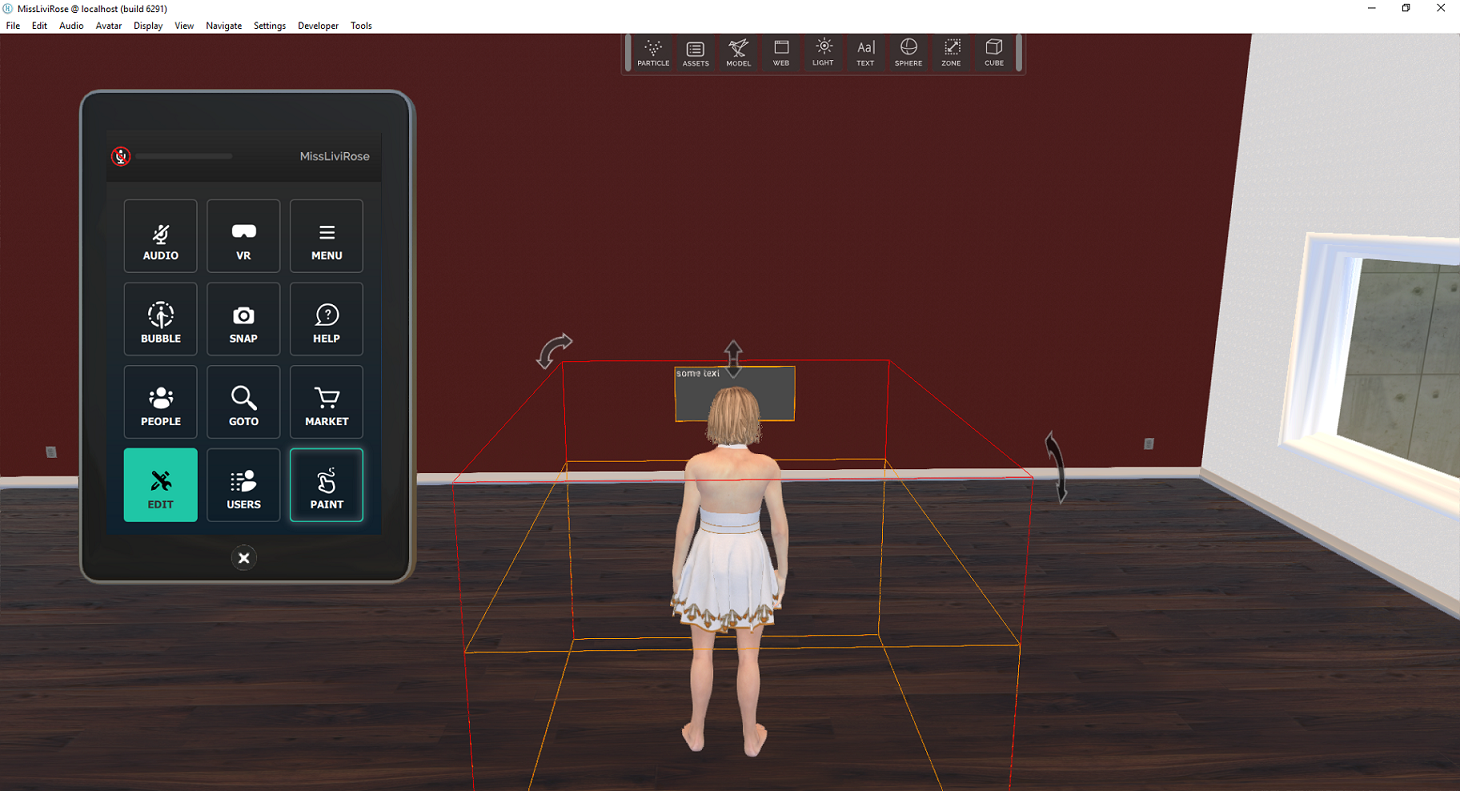 MissLiviRose @ localhost (build 6291)
File Edit Audio Avatar Display View Navigate Settings Developer Tools
PARTICLE ASSETS MODEL WEB LIGHT Aa| TEXT SPHERE ZONE CUBE
MissLiviRose
AUDIO VR MENU
BUBBLE SNAP HELP
PEOPLE GOTO MARKET
EDIT USERS PAINT
some text